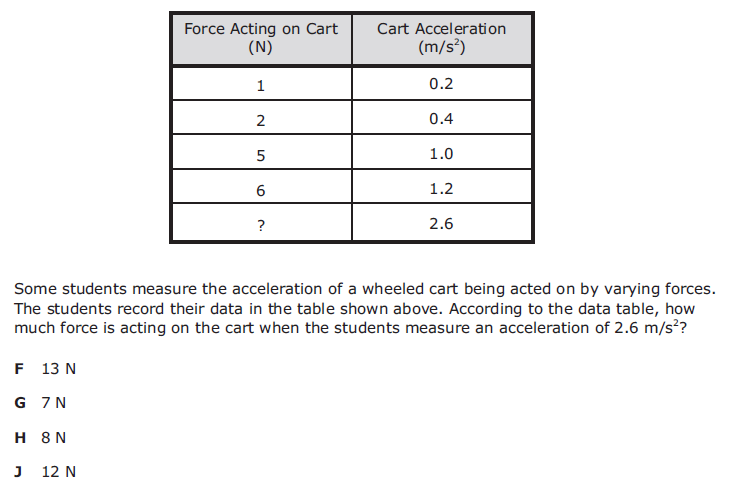 Force Acting on Cart (N) Cart Acceleration (m/s²)
1 0.2
2 0.4
5 1.0
6 1.2
? 2.6
Some students measure the acceleration of a wheeled cart being acted on by varying forces.
The students record their data in the table shown above. According to the data table, how
much force is acting on the cart when the students measure an acceleration of 2.6 m/s²?
F 13 N
G 7 N
H 8 N
J 12 N